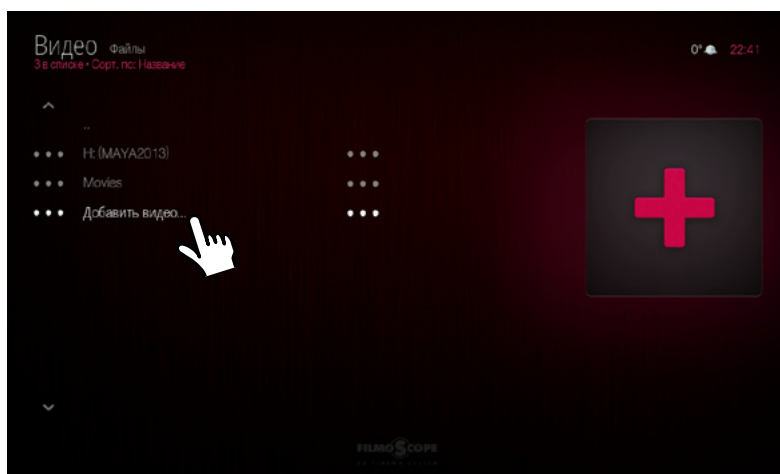 Видео Файлы
3 в списке · Сорт. по: Название
0° 22:41
..
H: (MAYA2013)
Movies
Добавить видео...
FILMOSCOPE